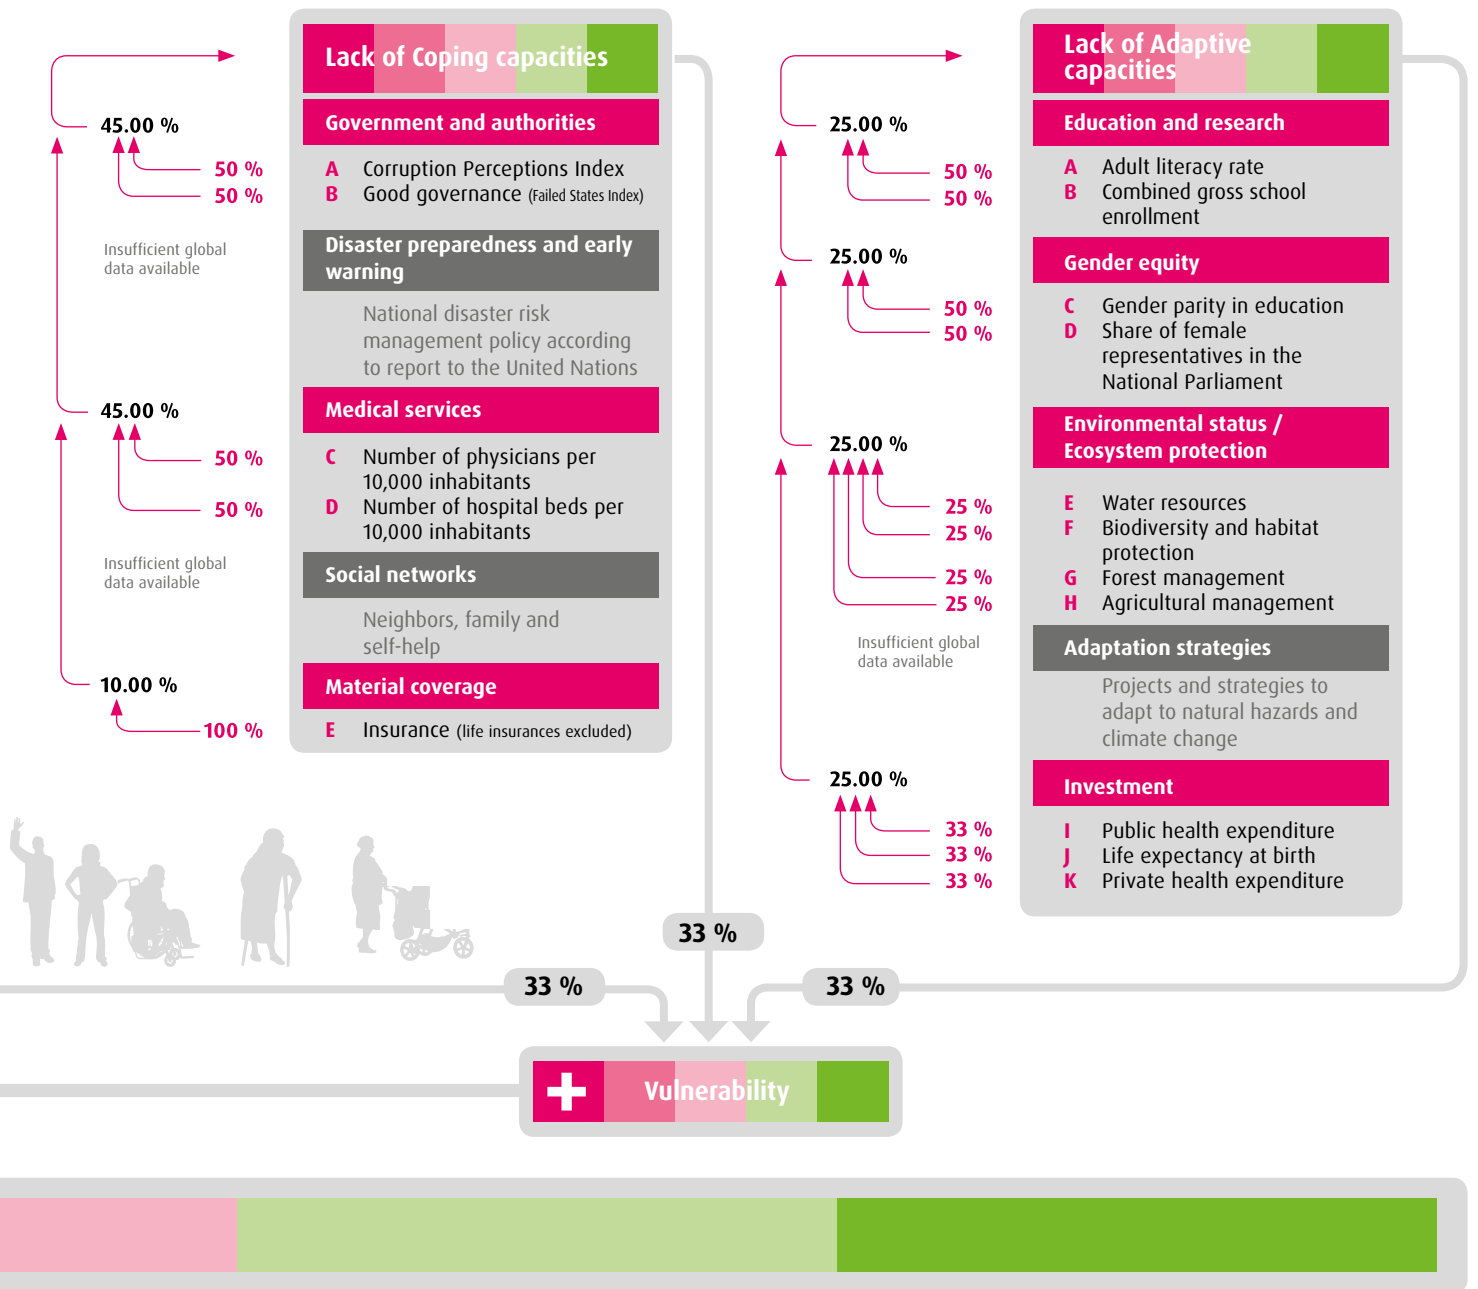 Lack of Coping capacities
45.00 %
Government and authorities
50 %
A Corruption Perceptions Index
50 %
B Good governance (Failed States Index)
Insufficient global
data available
Disaster preparedness and early
warning
National disaster risk
management policy according
to report to the United Nations
45.00 %
Medical services
50 %
C Number of physicians per
10,000 inhabitants
50 %
D Number of hospital beds per
10,000 inhabitants
Insufficient global
data available
Social networks
Neighbors, family and
self-help
10.00 %
Material coverage
100 %
E Insurance (life insurances excluded)
Lack of Adaptive
capacities
25.00 %
Education and research
50 %
A Adult literacy rate
50 %
B Combined gross school
enrollment
25.00 %
Gender equity
50 %
C Gender parity in education
50 %
D Share of female
representatives in the
National Parliament
25.00 %
Environmental status /
Ecosystem protection
25 %
E Water resources
25 %
F Biodiversity and habitat
protection
25 %
G Forest management
25 %
H Agricultural management
Insufficient global
data available
Adaptation strategies
Projects and strategies to
adapt to natural hazards and
climate change
25.00 %
Investment
33 %
I Public health expenditure
33 %
J Life expectancy at birth
33 %
K Private health expenditure
33 %
33 %
33 %
Vulnerability